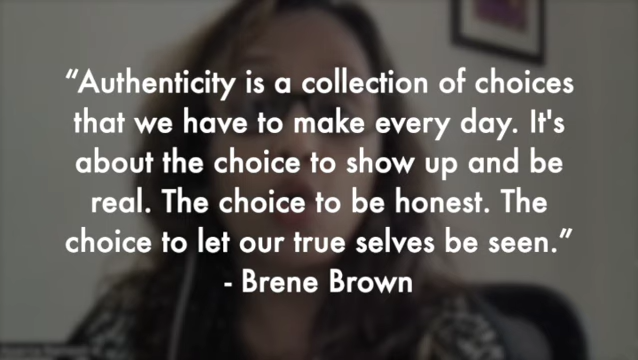 “Authenticity is a collection of choices
that we have to make every day. It's
about the choice to show up and be
real. The choice to be honest. The
choice to let our true selves be seen.”
- Brene Brown